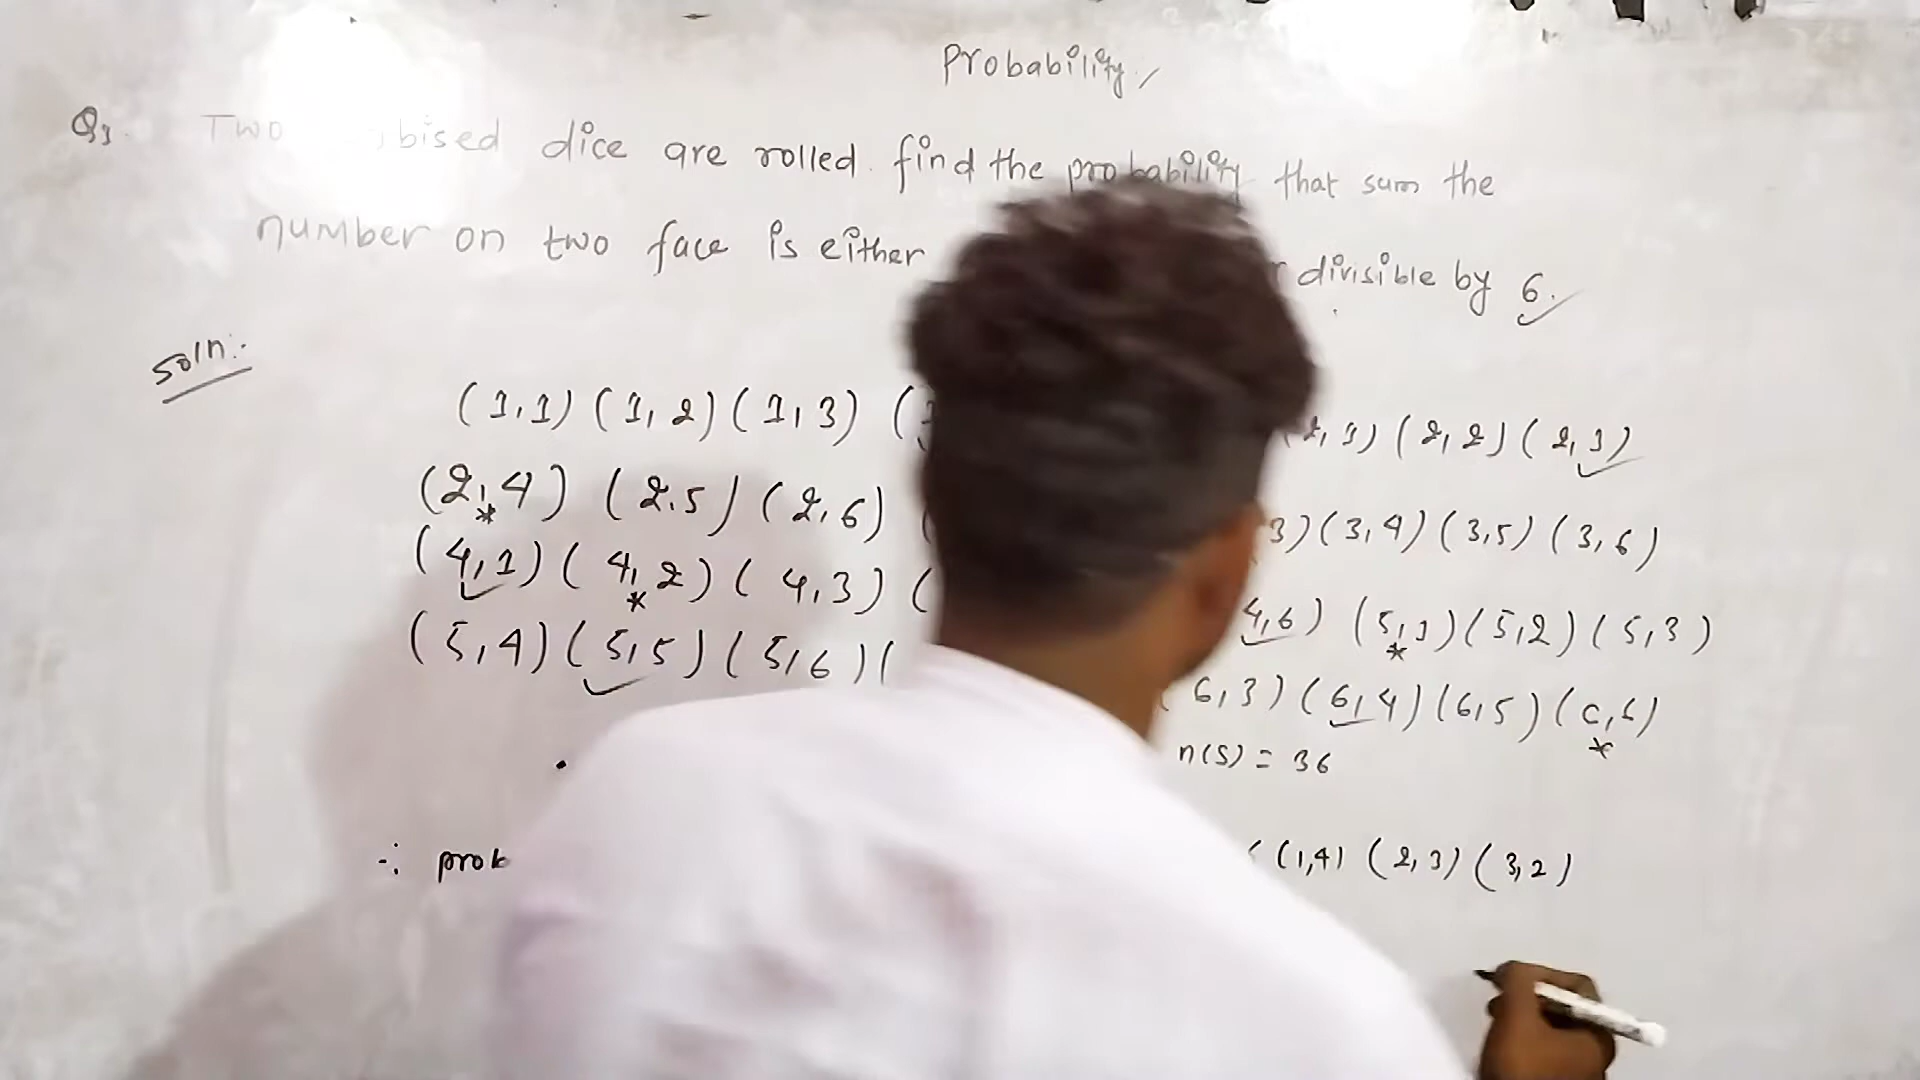 Probability
Q3. Two bised dice are rolled. find the probability that sum the
number on two face is either divisible by 6.
Soln:-
(1,1) (1,2) (1,3) ( 2,1) (2,2) (2,3)
(2,4) (2.5) (2,6) ( 3) (3,4) (3,5) (3,6)
(4,1) (4,2) (4,3) ( 4,6) (5,1) (5,2) (5,3)
(5,4) (5,5) (5,6) ( 6,3) (6,4) (6,5) (6,6)
n(S) = 36
∴ prob (1,4) (2,3) (3,2)